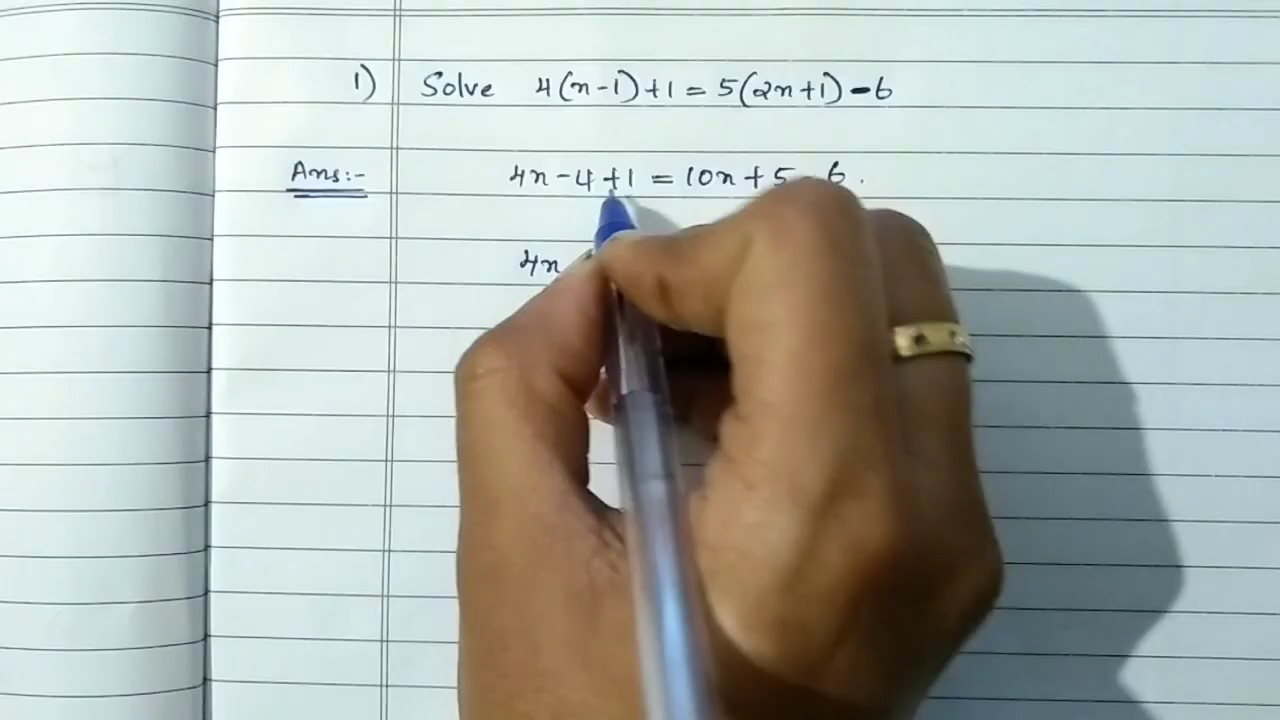 1) Solve 4(n-1)+1 = 5(2n+1)-6
Ans:- 4n-4+1 = 10n+5-6.
4n